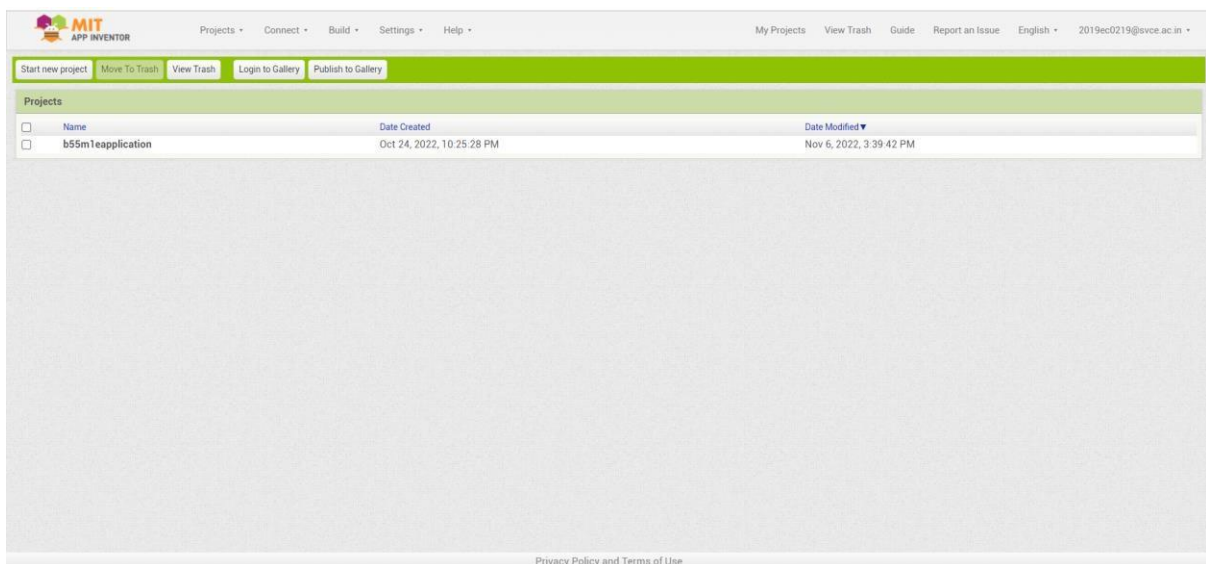 MIT
APP INVENTOR
Projects Connect Build Settings Help My Projects View Trash Guide Report an Issue English 2019ec0219@svce.ac.in
Start new project Move To Trash View Trash Login to Gallery Publish to Gallery
Projects
Name Date Created Date Modified
b55m1eapplication Oct 24, 2022, 10:25:28 PM Nov 6, 2022, 3:39:42 PM
Privacy Policy and Terms of Use